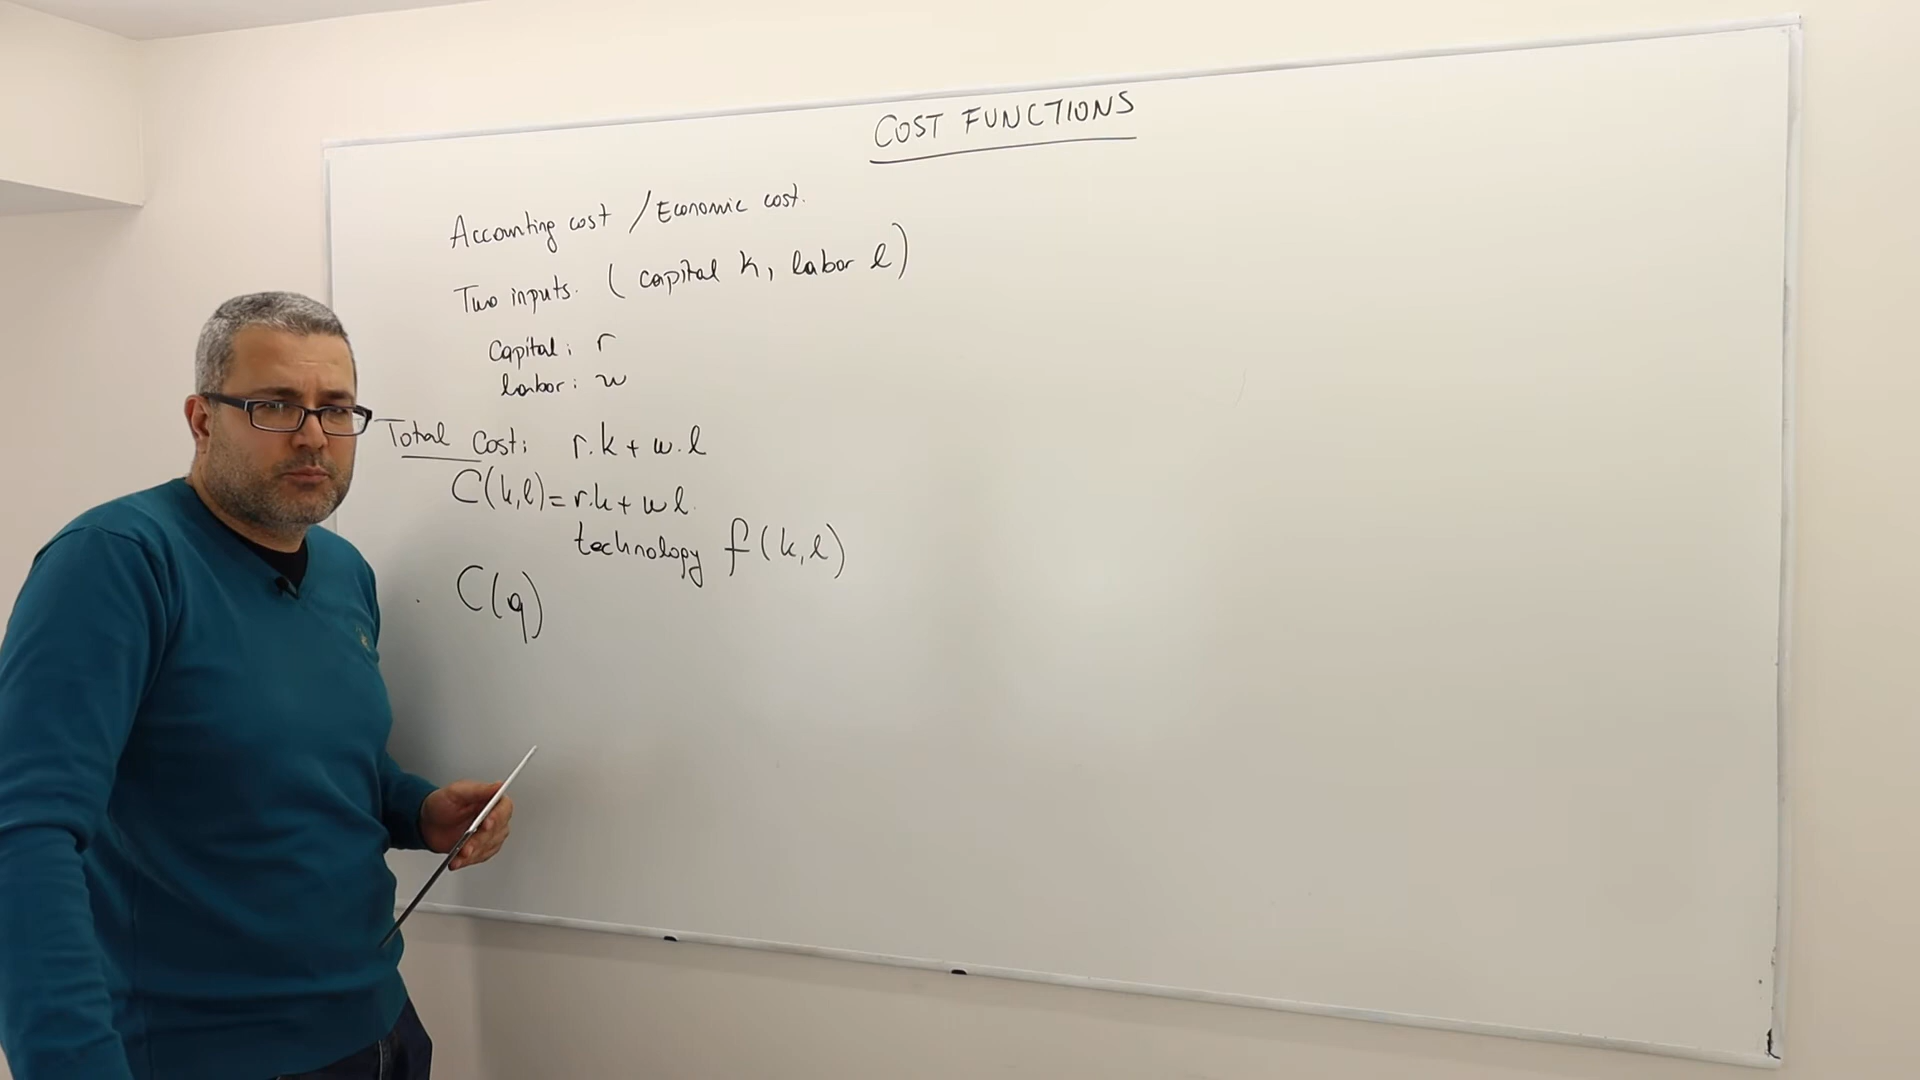 COST FUNCTIONS
Accounting cost / Economic cost.
Two inputs. ( capital k, labor l )
Capital : r
labor : w
Total Cost : r.k + w.l
C(k,l) = r.k + w l.
technology f(k,l)
C(q)